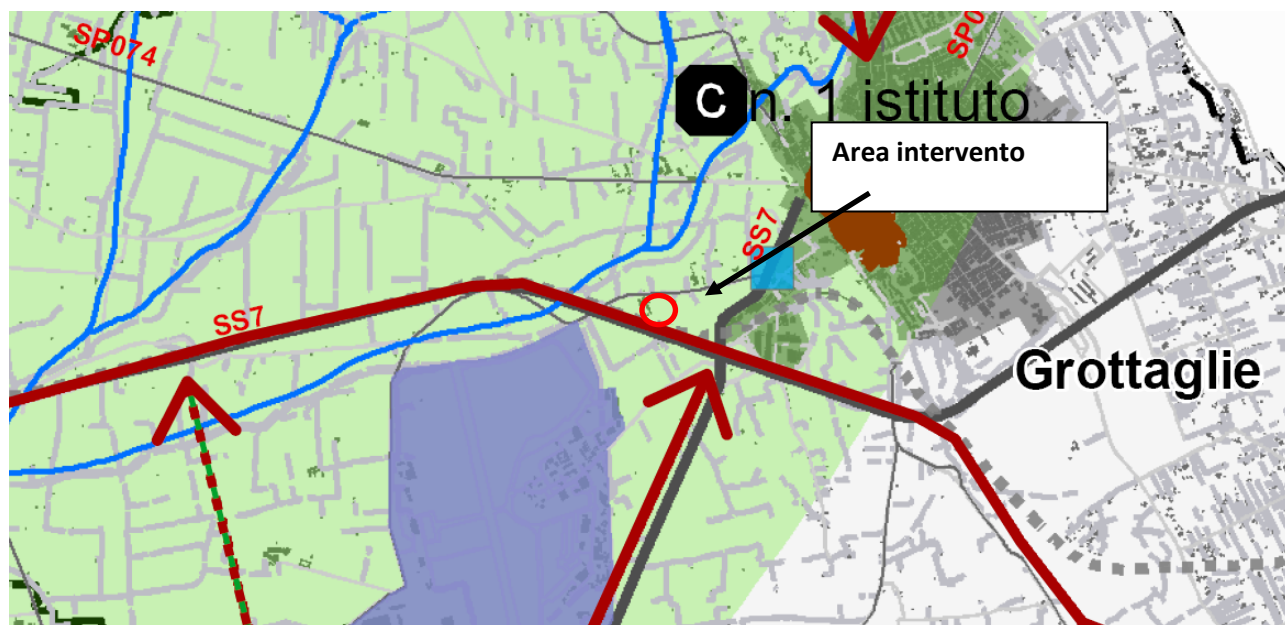 SP074
SP0
C n. 1 istituto
Area intervento
SS7
SS7
Grottaglie